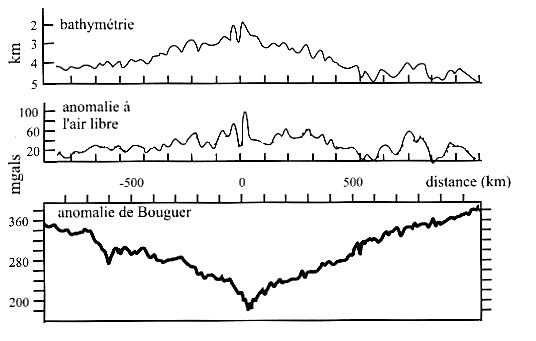 2
bathymétrie
3
km
4
5
100
anomalie à
l'air libre
60
20
mgals
-500 0 500 distance (km)
anomalie de Bouguer
360
280
200